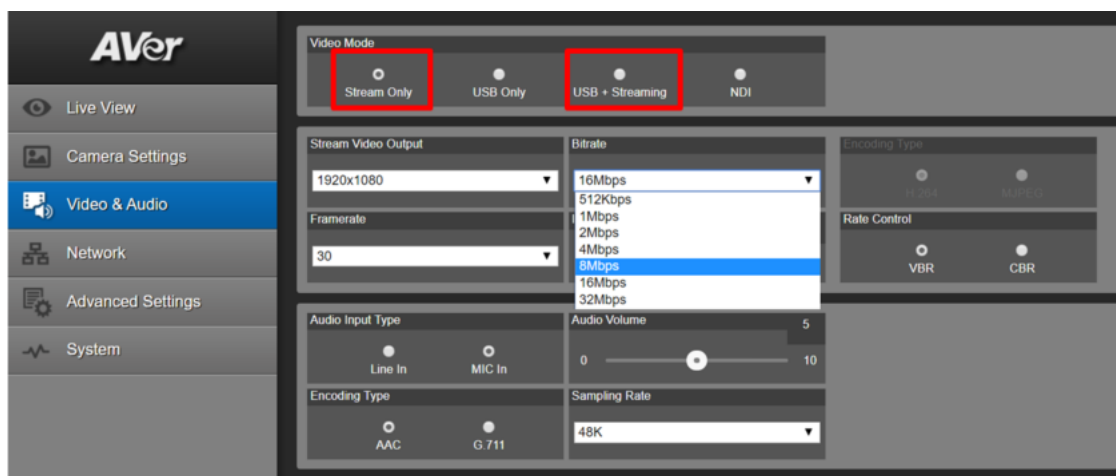 AVer
Live View
Camera Settings
Video & Audio
Network
Advanced Settings
System
Video Mode
Stream Only
USB Only
USB + Streaming
NDI
Stream Video Output
1920x1080
Bitrate
16Mbps
512Kbps
1Mbps
2Mbps
4Mbps
8Mbps
16Mbps
32Mbps
Encoding Type
H.264
MJPEG
Framerate
30
Rate Control
VBR
CBR
Audio Input Type
Line In
MIC In
Audio Volume
5
0
10
Encoding Type
AAC
G.711
Sampling Rate
48K